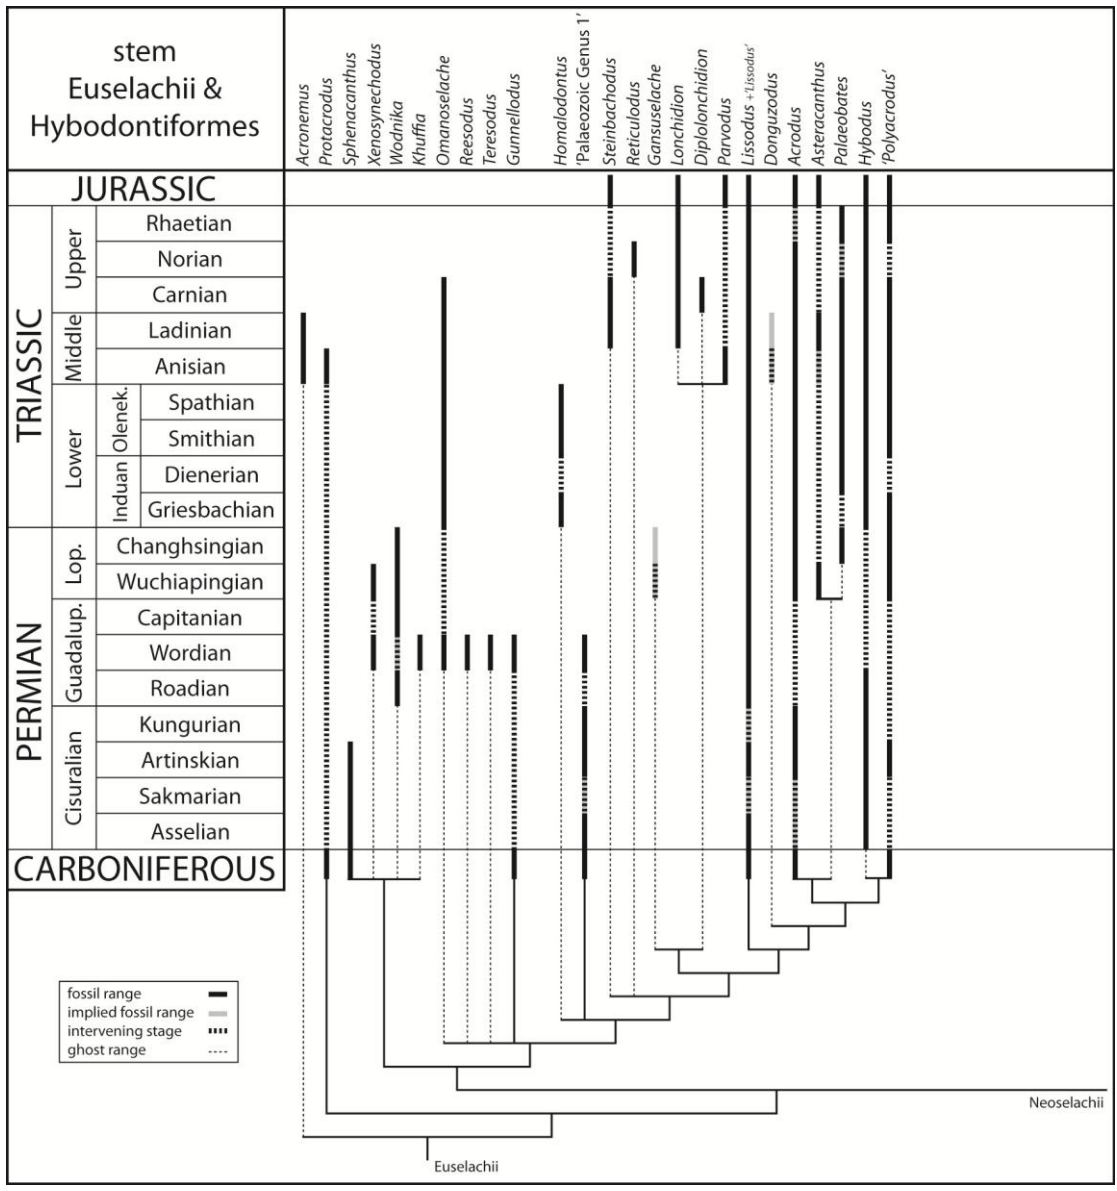 stem
Euselachii &
Hybodontiformes
Acronemus
Protacrodus
Sphenacanthus
Xenosynechodus
Wodnika
Khuffia
Omanoselache
Reesodus
Teresodus
Gunnellodus
Homalodontus
'Palaeozoic Genus 1'
Steinbachodus
Reticulodus
Gansuselache
Lonchidion
Diplolonchidion
Parvodus
Lissodus +'Lissodus'
Donguzodus
Acrodus
Asteracanthus
Palaeobates
Hybodus
'Polyacrodus'
JURASSIC
TRIASSIC
Upper
Rhaetian
Norian
Carnian
Middle
Ladinian
Anisian
Lower
Olenek.
Spathian
Smithian
Induan
Dienerian
Griesbachian
PERMIAN
Lop.
Changhsingian
Wuchiapingian
Guadalup.
Capitanian
Wordian
Roadian
Cisuralian
Kungurian
Artinskian
Sakmarian
Asselian
CARBONIFEROUS
fossil range
implied fossil range
intervening stage
ghost range
Neoselachii
Euselachii